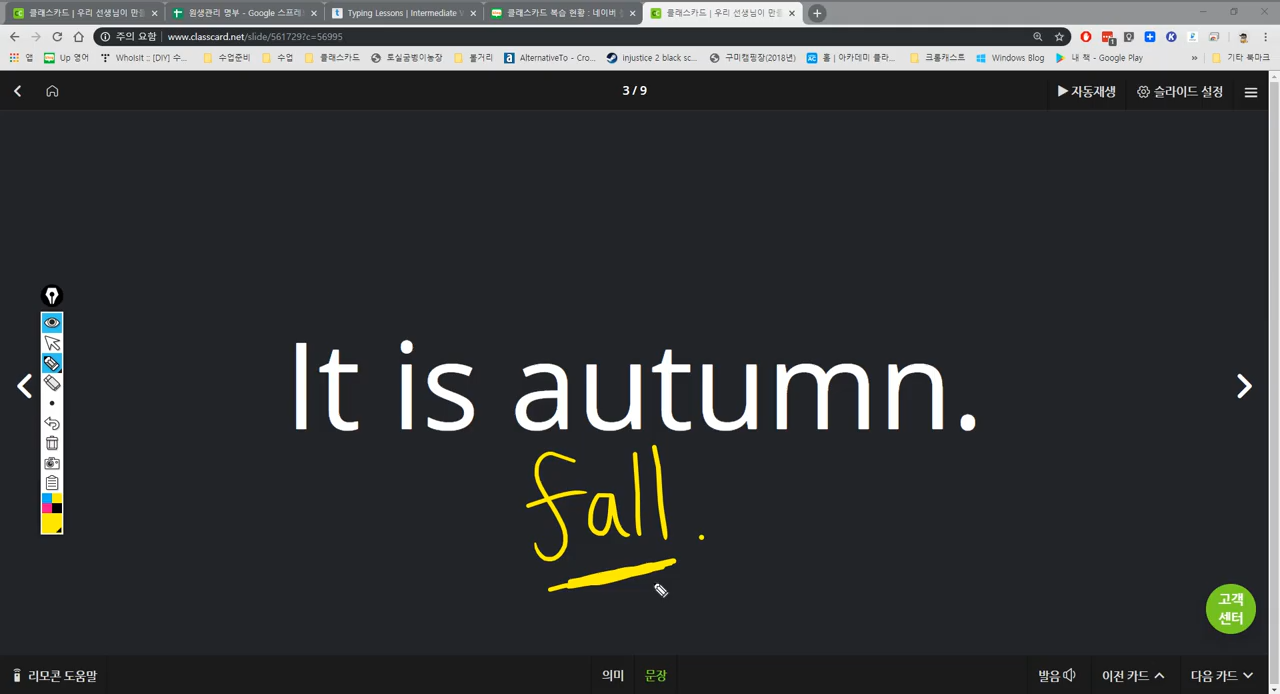 클래스카드 | 우리 선생님이 만든
원생관리 명부 - Google 스프레
Typing Lessons | Intermediate
클래스카드 복습 현황 : 네이버
클래스카드 | 우리 선생님이 만든
주의 요함
www.classcard.net/slide/561729?c=56995
앱
Up 영어
WhoIsIt :: [DIY] 수...
수업준비
수업
클래스카드
토실굼벵이농장
볼거리
AlternativeTo - Cro...
injustice 2 black sc...
구미캠핑장(2018년)
홈 | 아카데미 클라...
크롬캐스트
Windows Blog
내 책 - Google Play
»
기타 북마크
3 / 9
자동재생
슬라이드 설정
It is autumn.
fall.
고객
센터
리모콘 도움말
의미
문장
발음
이전 카드
다음 카드